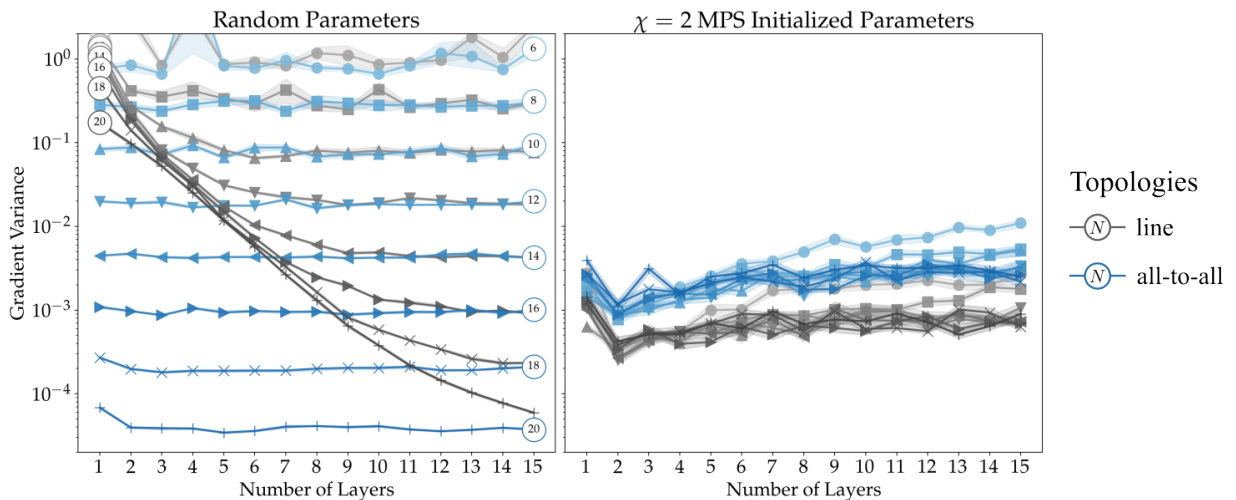 Random Parameters
χ = 2 MPS Initialized Parameters
Gradient Variance
10⁰
10⁻¹
10⁻²
10⁻³
10⁻⁴
14
16
18
20
6
8
10
12
14
16
18
20
1 2 3 4 5 6 7 8 9 10 11 12 13 14 15
Number of Layers
1 2 3 4 5 6 7 8 9 10 11 12 13 14 15
Number of Layers
Topologies
N line
N all-to-all